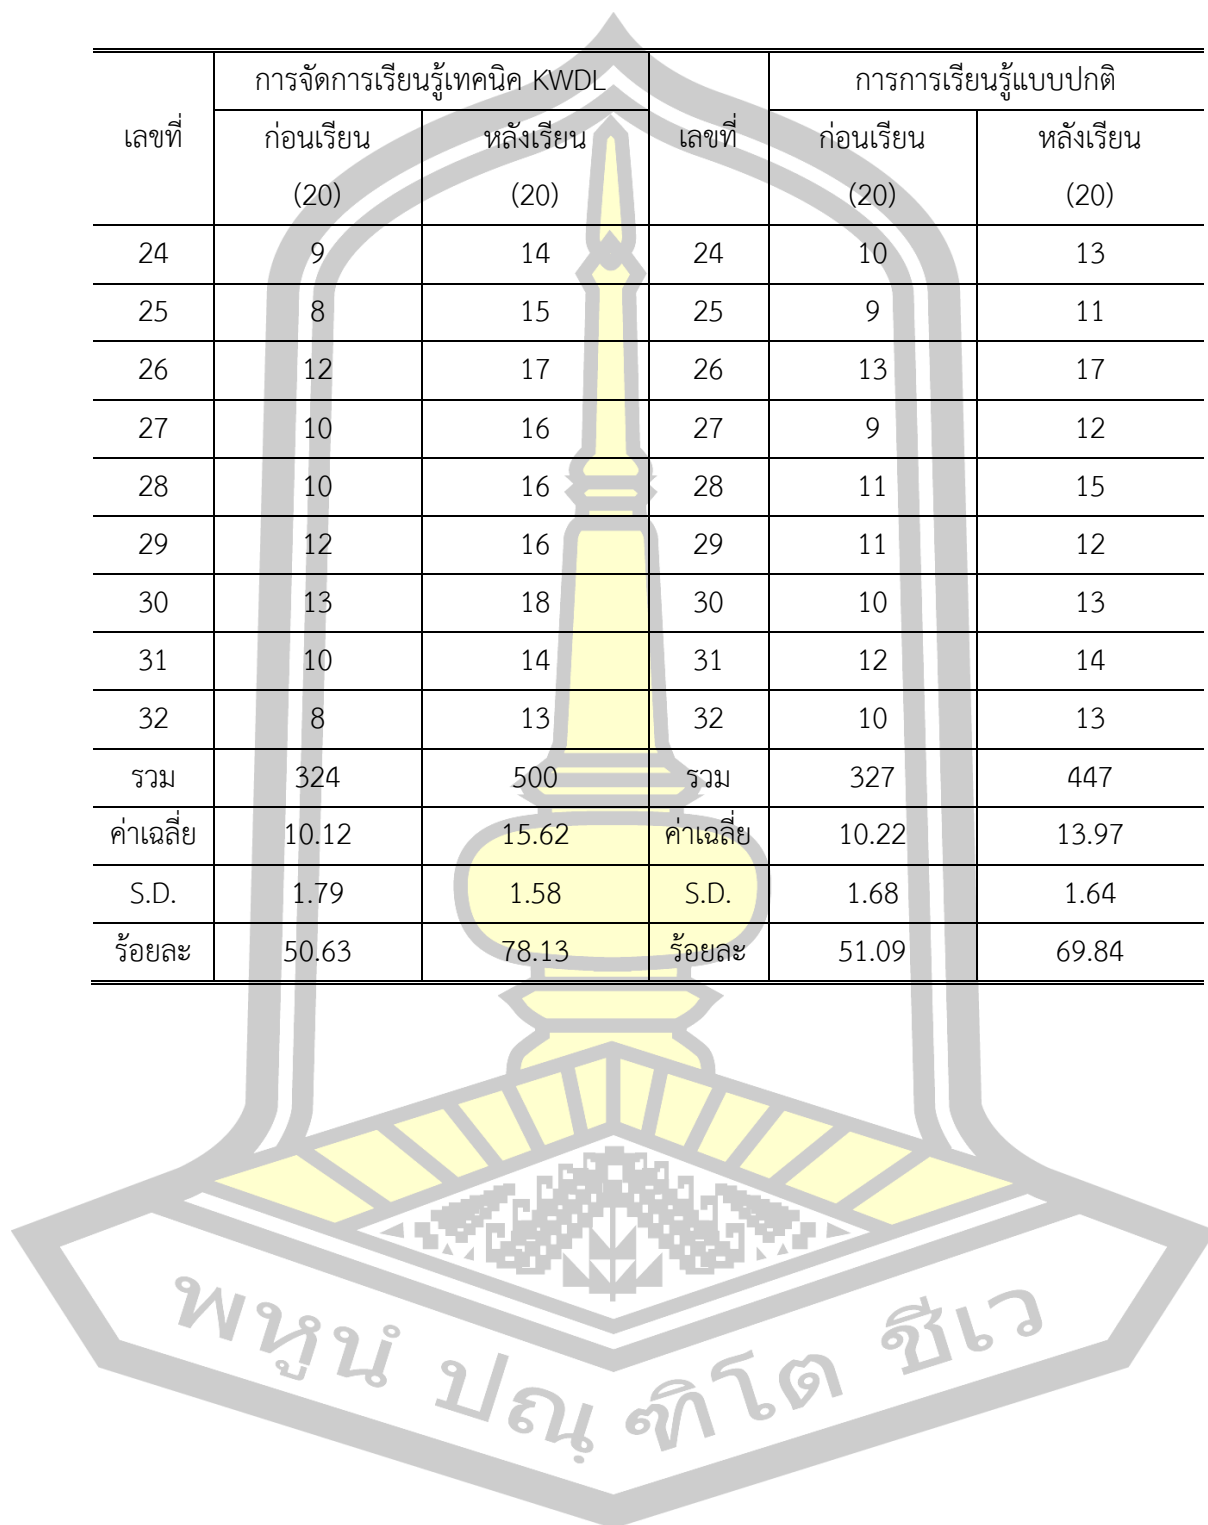 การจัดการเรียนรู้เทคนิค KWDL การการเรียนรู้แบบปกติ
เลขที่ ก่อนเรียน หลังเรียน เลขที่ ก่อนเรียน หลังเรียน
(20) (20) (20) (20)
24 9 14 24 10 13
25 8 15 25 9 11
26 12 17 26 13 17
27 10 16 27 9 12
28 10 16 28 11 15
29 12 16 29 11 12
30 13 18 30 10 13
31 10 14 31 12 14
32 8 13 32 10 13
รวม 324 500 รวม 327 447
ค่าเฉลี่ย 10.12 15.62 ค่าเฉลี่ย 10.22 13.97
S.D. 1.79 1.58 S.D. 1.68 1.64
ร้อยละ 50.63 78.13 ร้อยละ 51.09 69.84
พหูนํ ปณฺฑิโต ชีเว